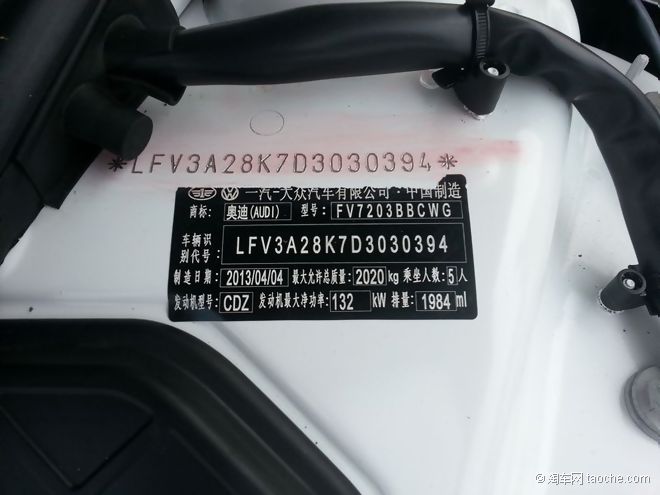 *LFV3A28K7D3030394*
一汽-大众汽车有限公司·中国制造
商标: 奥迪(AUDI) 型号: FV7203BBCWG
车辆识别代号: LFV3A28K7D3030394
制造日期: 2013/04/04 最大允许总质量: 2020kg 乘坐人数: 5人
发动机型号: CDZ 发动机最大净功率: 132 kW 排量: 1984 ml
淘车网 taoche.com